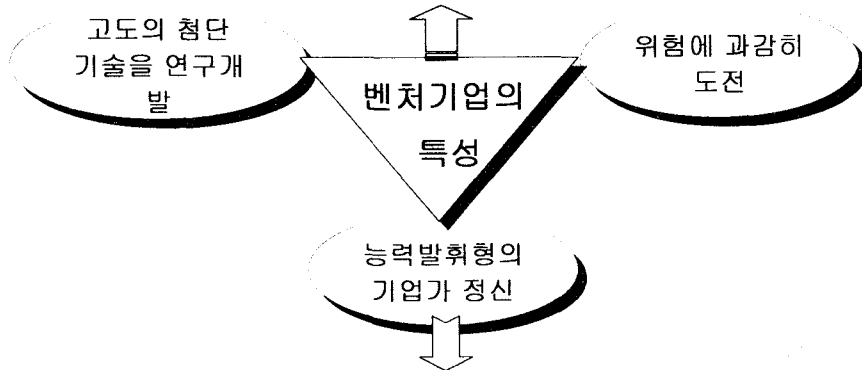 고도의 첨단
기술을 연구개
발
위험에 과감히
도전
벤처기업의
특성
능력발휘형의
기업가 정신